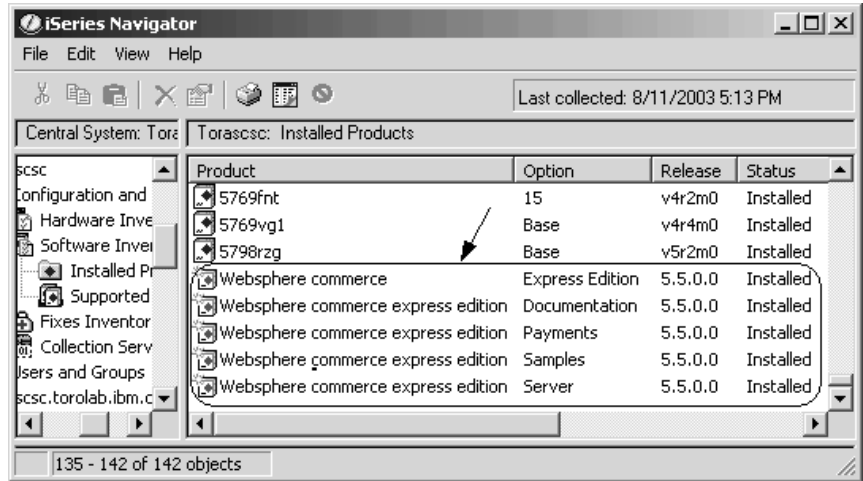 iSeries Navigator
File Edit View Help
Last collected: 8/11/2003 5:13 PM
Central System: Tora
Torascsc: Installed Products
scsc
onfiguration and
Hardware Inve
Software Inver
Installed Pr
Supported
Fixes Inventor
Collection Serv
Jsers and Groups
scsc.torolab.ibm.c
Product Option Release Status
5769fnt 15 v4r2m0 Installed
5769vg1 Base v4r4m0 Installed
5798rzg Base v5r2m0 Installed
Websphere commerce Express Edition 5.5.0.0 Installed
Websphere commerce express edition Documentation 5.5.0.0 Installed
Websphere commerce express edition Payments 5.5.0.0 Installed
Websphere commerce express edition Samples 5.5.0.0 Installed
Websphere commerce express edition Server 5.5.0.0 Installed
135 - 142 of 142 objects